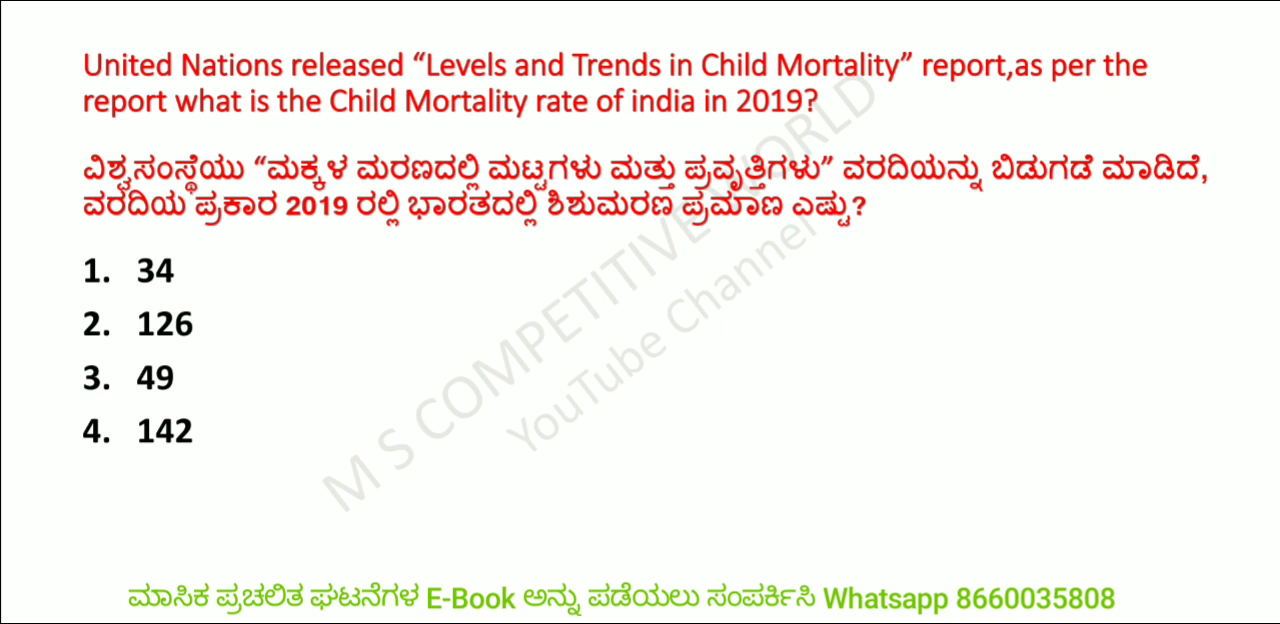 United Nations released “Levels and Trends in Child Mortality” report,as per the
report what is the Child Mortality rate of india in 2019?
ವಿಶ್ವಸಂಸ್ಥೆಯು “ಮಕ್ಕಳ ಮರಣದಲ್ಲಿ ಮಟ್ಟಗಳು ಮತ್ತು ಪ್ರವೃತ್ತಿಗಳು” ವರದಿಯನ್ನು ಬಿಡುಗಡೆ ಮಾಡಿದೆ,
ವರದಿಯ ಪ್ರಕಾರ 2019 ರಲ್ಲಿ ಭಾರತದಲ್ಲಿ ಶಿಶುಮರಣ ಪ್ರಮಾಣ ಎಷ್ಟು?
1. 34
2. 126
3. 49
4. 142
M S COMPETITIVE WORLD
YouTube Channel
ಮಾಸಿಕ ಪ್ರಚಲಿತ ಘಟನೆಗಳ E-Book ಅನ್ನು ಪಡೆಯಲು ಸಂಪರ್ಕಿಸಿ Whatsapp 8660035808